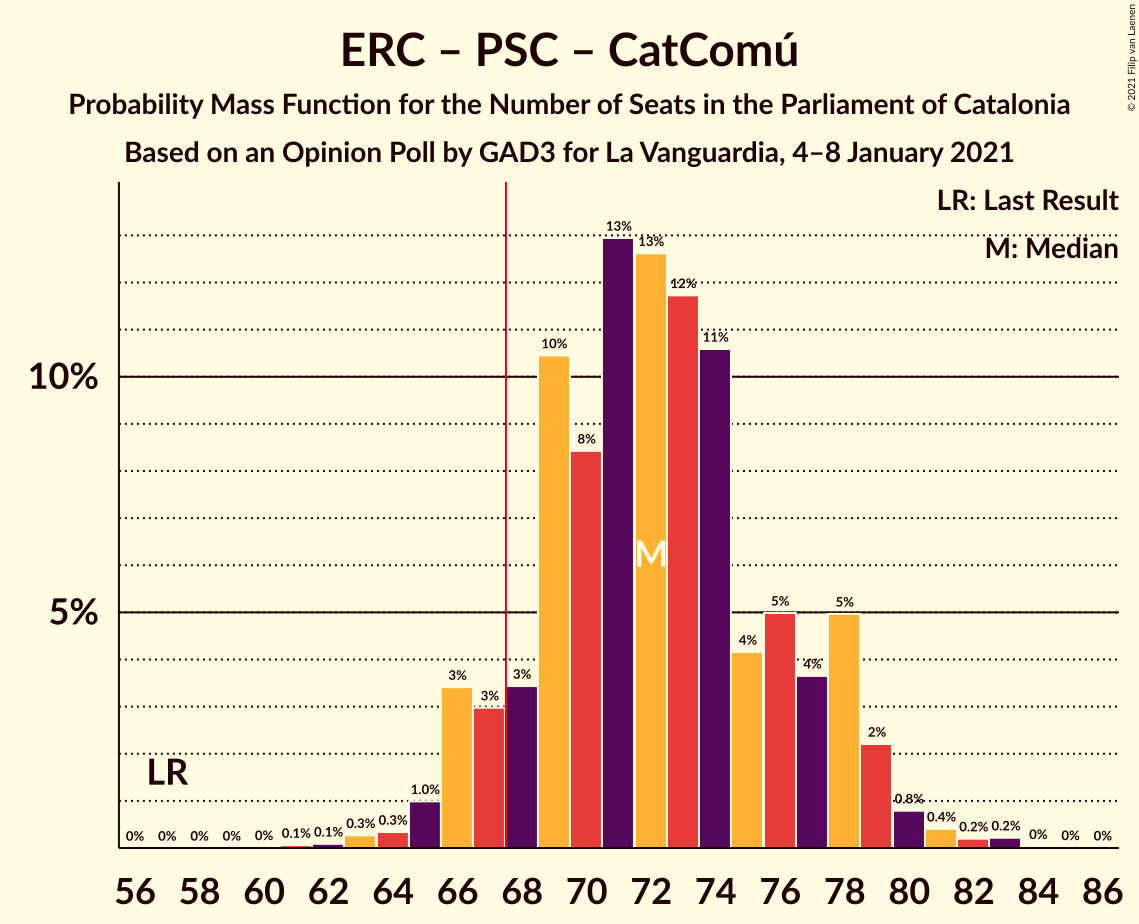 © 2021 Filip van Laenen
ERC – PSC – CatComú
Probability Mass Function for the Number of Seats in the Parliament of Catalonia
Based on an Opinion Poll by GAD3 for La Vanguardia, 4–8 January 2021
LR: Last Result
M: Median
10%
5%
0% 0% 0% 0% 0% 0.1% 0.1% 0.3% 0.3% 1.0% 3% 3% 3% 10% 8% 13% 13% 12% 11% 4% 5% 4% 5% 2% 0.8% 0.4% 0.2% 0.2% 0% 0% 0%
M
LR
56 58 60 62 64 66 68 70 72 74 76 78 80 82 84 86